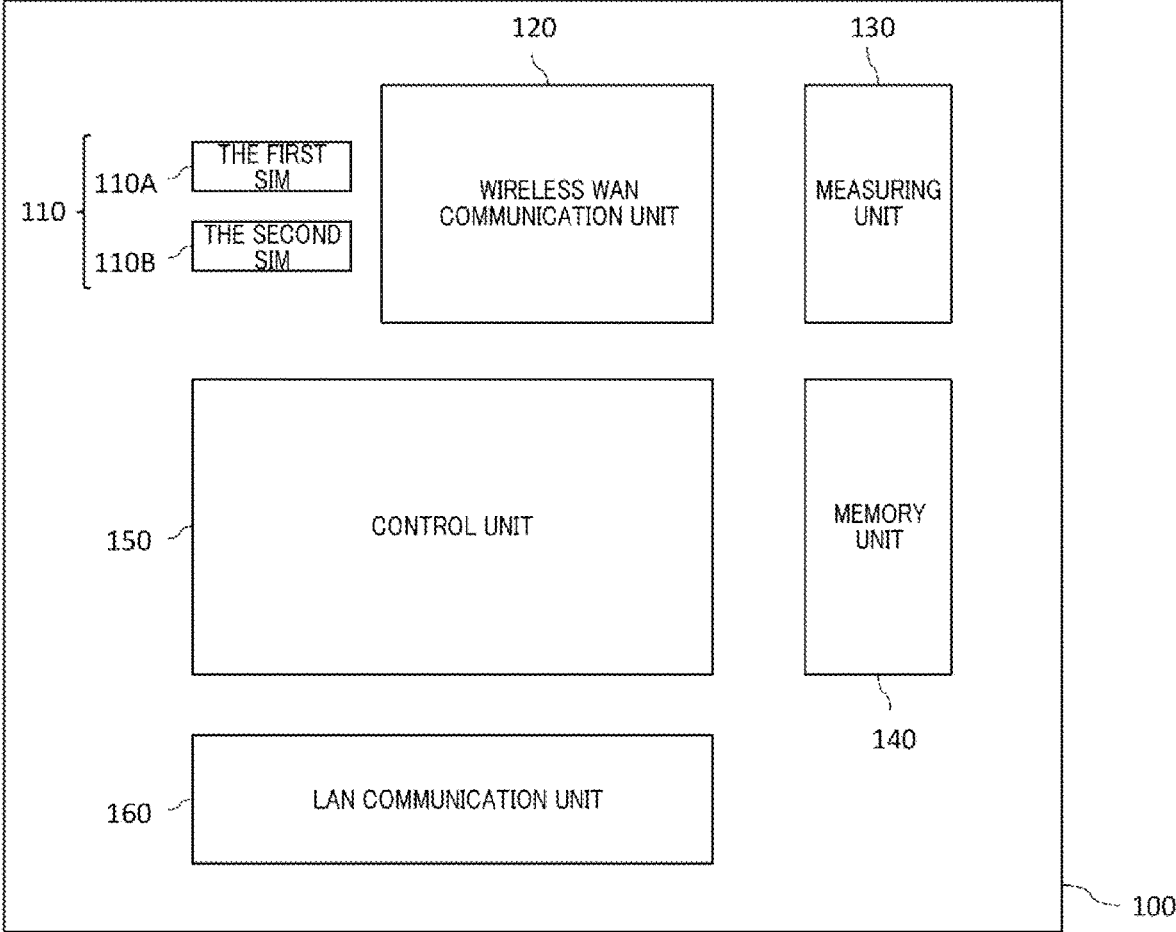 120
130
110
110A
THE FIRST
SIM
110B
THE SECOND
SIM
WIRELESS WAN
COMMUNICATION UNIT
MEASURING
UNIT
150
CONTROL UNIT
MEMORY
UNIT
140
160
LAN COMMUNICATION UNIT
100